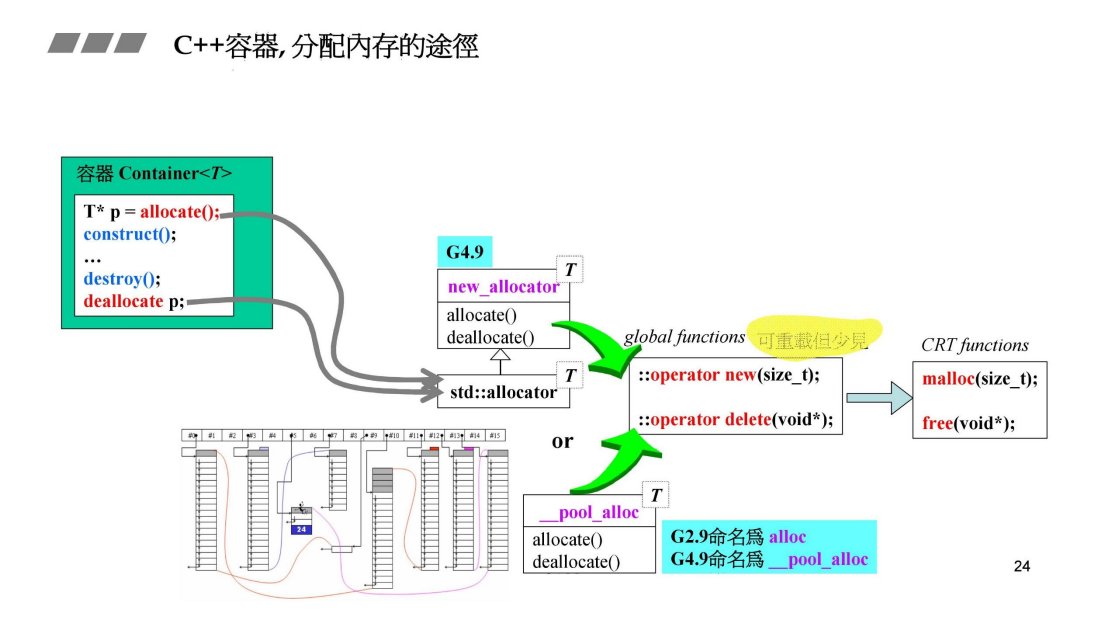 C++容器, 分配內存的途徑
容器 Container<T>
T* p = allocate();
construct();
…
destroy();
deallocate p;
G4.9
T
new_allocator
allocate()
deallocate()
T
std::allocator
global functions 可重載但少見
::operator new(size_t);
::operator delete(void*);
CRT functions
malloc(size_t);
free(void*);
#0 #1 #2 #3 #4 #5 #6 #7 #8 #9 #10 #11 #12 #13 #14 #15
24
or
T
__pool_alloc
allocate()
deallocate()
G2.9命名爲 alloc
G4.9命名爲 __pool_alloc
24